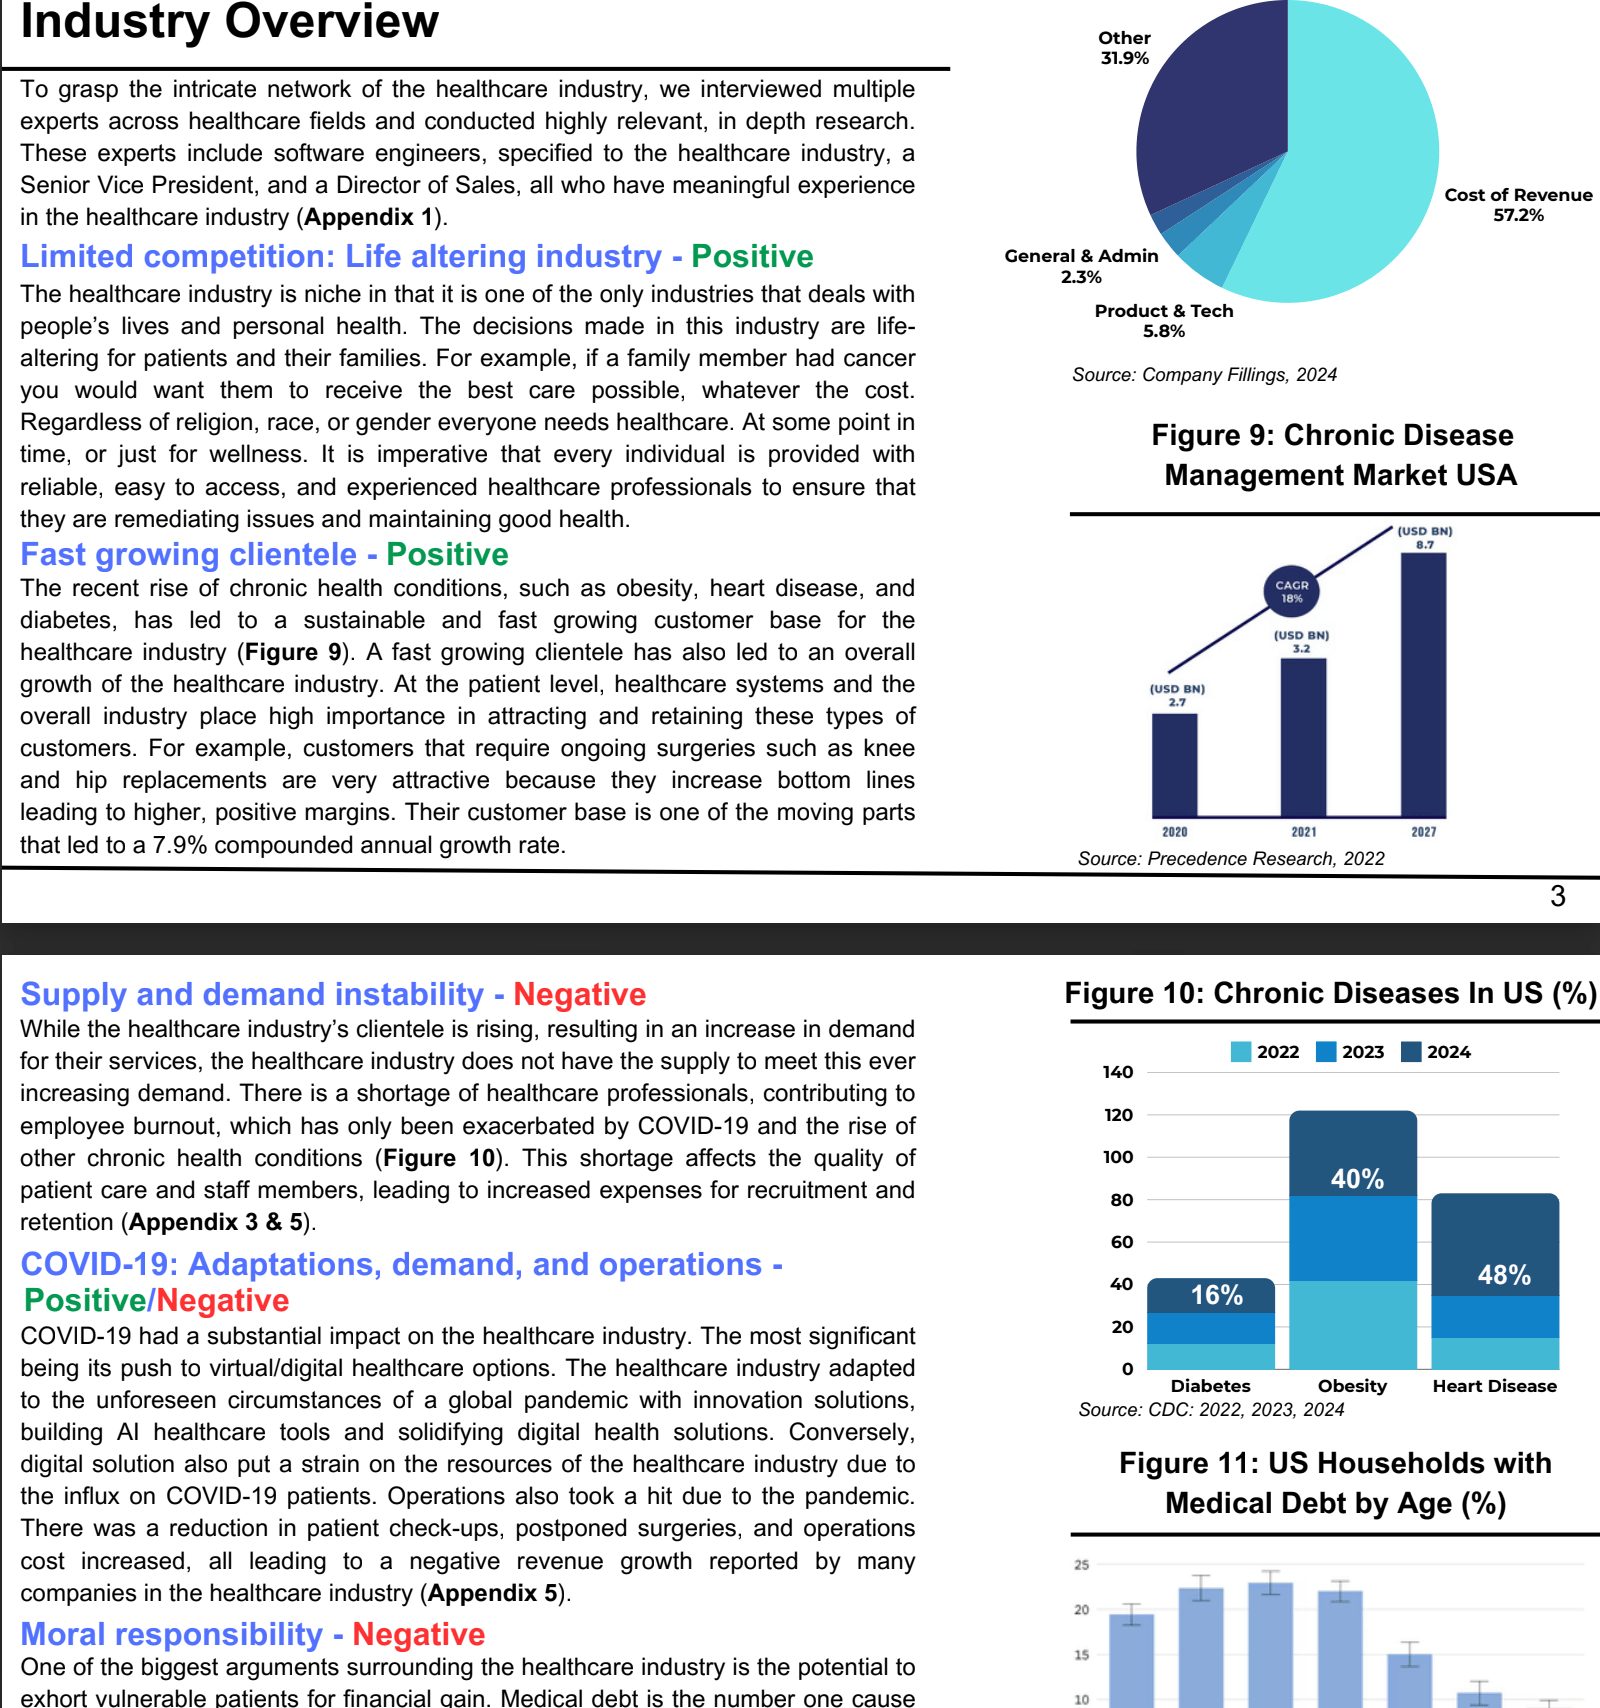 Industry Overview
To grasp the intricate network of the healthcare industry, we interviewed multiple
experts across healthcare fields and conducted highly relevant, in depth research.
These experts include software engineers, specified to the healthcare industry, a
Senior Vice President, and a Director of Sales, all who have meaningful experience
in the healthcare industry (Appendix 1).
Limited competition: Life altering industry - Positive
The healthcare industry is niche in that it is one of the only industries that deals with
people's lives and personal health. The decisions made in this industry are life-
altering for patients and their families. For example, if a family member had cancer
you would want them to receive the best care possible, whatever the cost.
Regardless of religion, race, or gender everyone needs healthcare. At some point in
time, or just for wellness. It is imperative that every individual is provided with
reliable, easy to access, and experienced healthcare professionals to ensure that
they are remediating issues and maintaining good health.
Fast growing clientele - Positive
The recent rise of chronic health conditions, such as obesity, heart disease, and
diabetes, has led to a sustainable and fast growing customer base for the
healthcare industry (Figure 9). A fast growing clientele has also led to an overall
growth of the healthcare industry. At the patient level, healthcare systems and the
overall industry place high importance in attracting and retaining these types of
customers. For example, customers that require ongoing surgeries such as knee
and hip replacements are very attractive because they increase bottom lines
leading to higher, positive margins. Their customer base is one of the moving parts
that led to a 7.9% compounded annual growth rate.
Other
31.9%
Cost of Revenue
57.2%
General & Admin
2.3%
Product & Tech
5.8%
Source: Company Fillings, 2024
Figure 9: Chronic Disease
Management Market USA
(USD BN)
8.7
CAGR
18%
(USD BN)
3.2
(USD BN)
2.7
2020 2021 2027
Source: Precedence Research, 2022
3
Supply and demand instability - Negative
While the healthcare industry's clientele is rising, resulting in an increase in demand
for their services, the healthcare industry does not have the supply to meet this ever
increasing demand. There is a shortage of healthcare professionals, contributing to
employee burnout, which has only been exacerbated by COVID-19 and the rise of
other chronic health conditions (Figure 10). This shortage affects the quality of
patient care and staff members, leading to increased expenses for recruitment and
retention (Appendix 3 & 5).
COVID-19: Adaptations, demand, and operations -
Positive/Negative
COVID-19 had a substantial impact on the healthcare industry. The most significant
being its push to virtual/digital healthcare options. The healthcare industry adapted
to the unforeseen circumstances of a global pandemic with innovation solutions,
building AI healthcare tools and solidifying digital health solutions. Conversely,
digital solution also put a strain on the resources of the healthcare industry due to
the influx on COVID-19 patients. Operations also took a hit due to the pandemic.
There was a reduction in patient check-ups, postponed surgeries, and operations
cost increased, all leading to a negative revenue growth reported by many
companies in the healthcare industry (Appendix 5).
Moral responsibility - Negative
One of the biggest arguments surrounding the healthcare industry is the potential to
exhort vulnerable patients for financial gain. Medical debt is the number one cause
Figure 10: Chronic Diseases In US (%)
2022 2023 2024
140
120
100
80
60
40
20
0
16%
40%
48%
Diabetes Obesity Heart Disease
Source: CDC: 2022, 2023, 2024
Figure 11: US Households with
Medical Debt by Age (%)
25
20
15
10